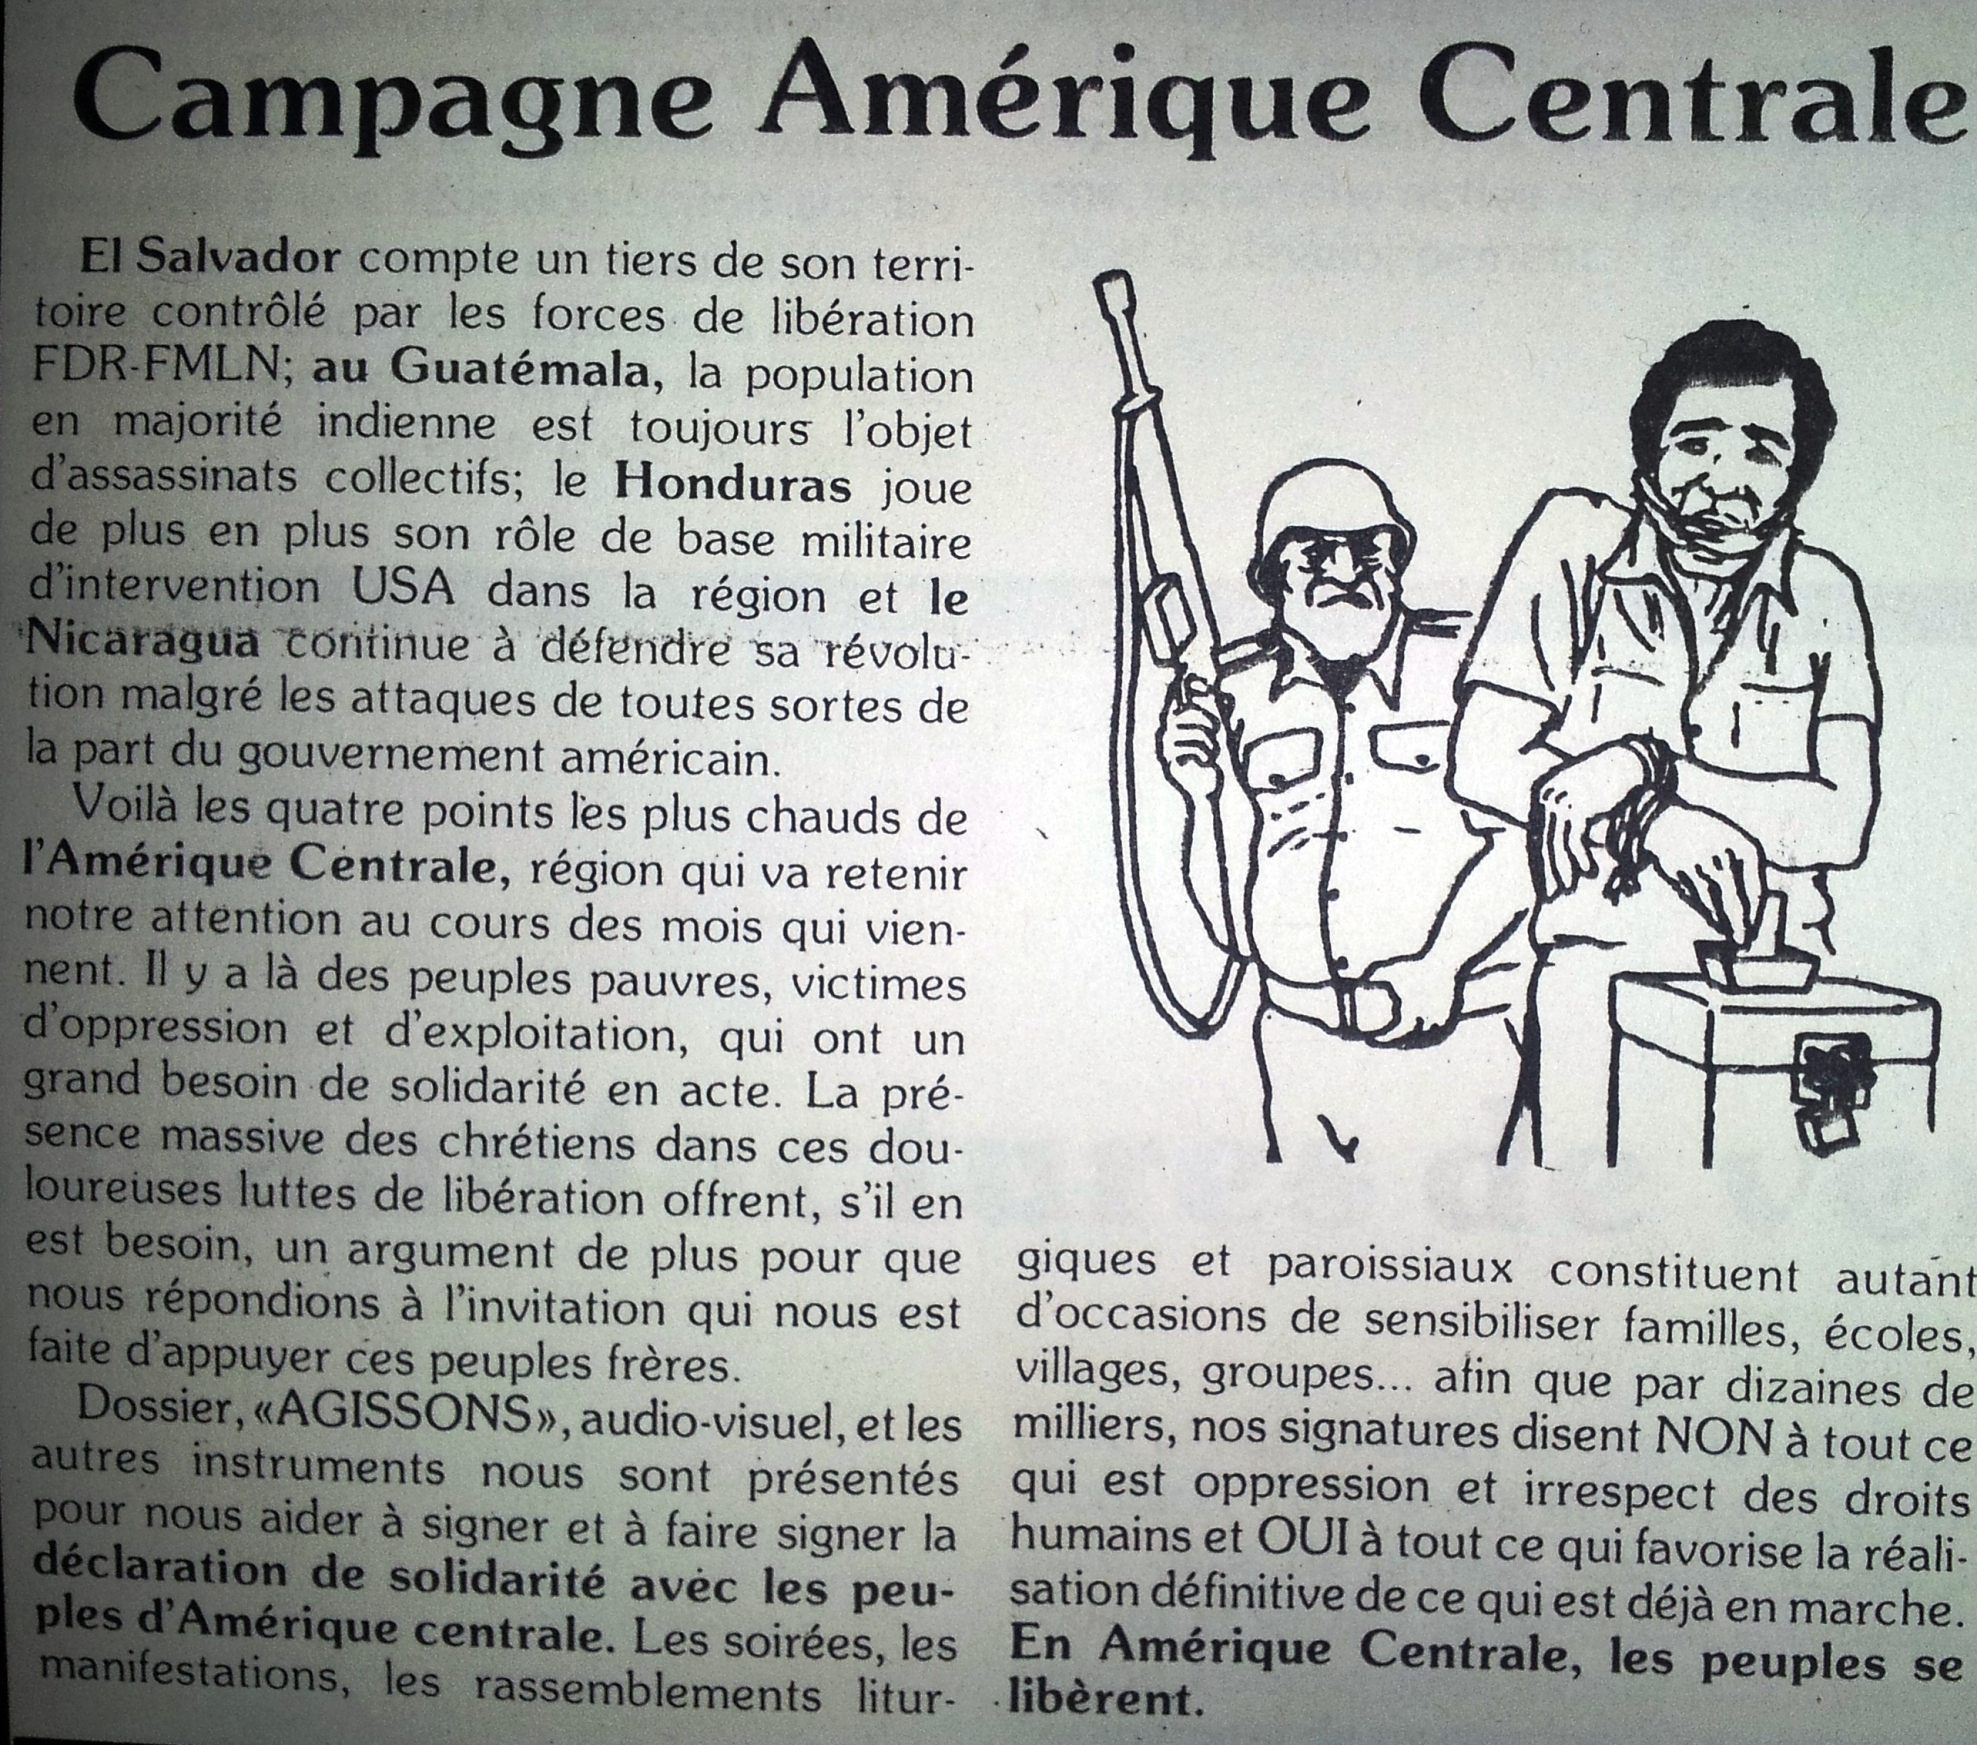 Campagne Amérique Centrale
El Salvador compte un tiers de son terri-
toire contrôlé par les forces de libération
FDR-FMLN; au Guatémala, la population
en majorité indienne est toujours l'objet
d'assassinats collectifs; le Honduras joue
de plus en plus son rôle de base militaire
d'intervention USA dans la région et le
Nicaragua continue à défendre sa révolu-
tion malgré les attaques de toutes sortes de
la part du gouvernement américain.
Voilà les quatre points les plus chauds de
l'Amérique Centrale, région qui va retenir
notre attention au cours des mois qui vien-
nent. Il y a là des peuples pauvres, victimes
d'oppression et d'exploitation, qui ont un
grand besoin de solidarité en acte. La pré-
sence massive des chrétiens dans ces dou-
loureuses luttes de libération offrent, s'il en
est besoin, un argument de plus pour que
nous répondions à l'invitation qui nous est
faite d'appuyer ces peuples frères.
Dossier, «AGISSONS», audio-visuel, et les
autres instruments nous sont présentés
pour nous aider à signer et à faire signer la
déclaration de solidarité avec les peu-
ples d'Amérique centrale. Les soirées, les
manifestations, les rassemblements litur-
giques et paroissiaux constituent autant
d'occasions de sensibiliser familles, écoles,
villages, groupes... afin que par dizaines de
milliers, nos signatures disent NON à tout ce
qui est oppression et irrespect des droits
humains et OUI à tout ce qui favorise la réali-
sation définitive de ce qui est déjà en marche.
En Amérique Centrale, les peuples se
libèrent.